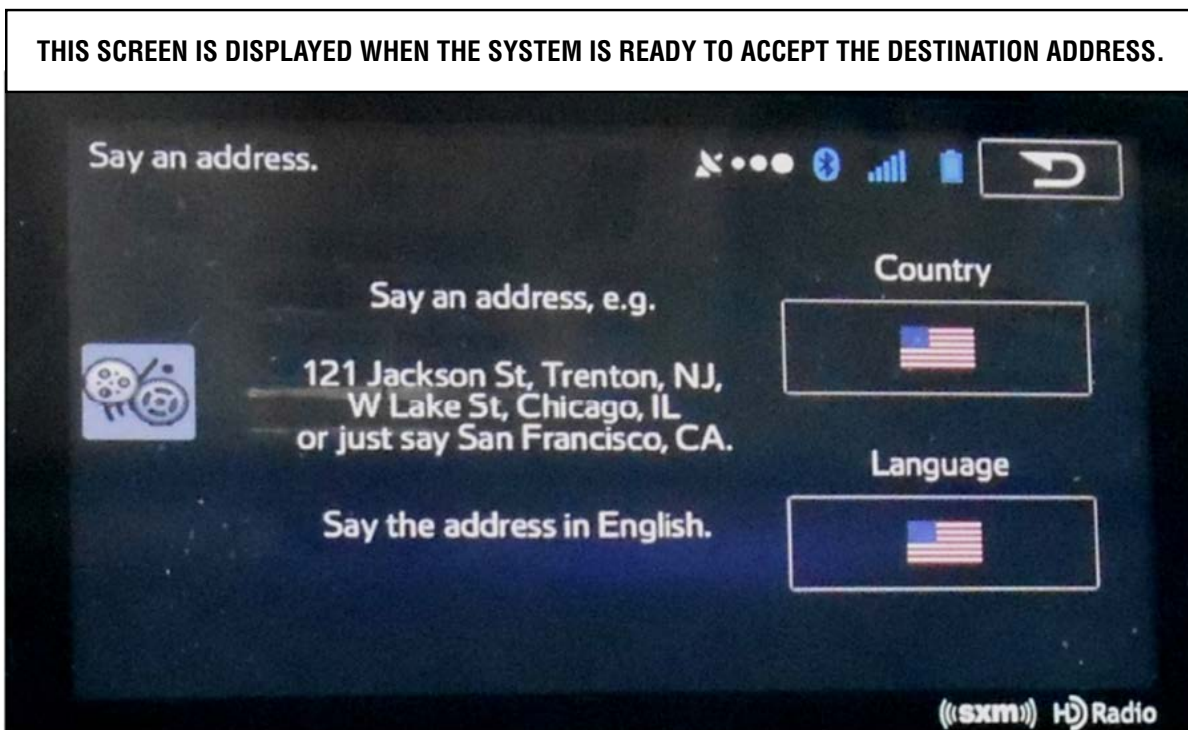 THIS SCREEN IS DISPLAYED WHEN THE SYSTEM IS READY TO ACCEPT THE DESTINATION ADDRESS.
Say an address.
Country
Say an address, e.g.
121 Jackson St, Trenton, NJ,
W Lake St, Chicago, IL
or just say San Francisco, CA.
Language
Say the address in English.
((sxm)) HD Radio